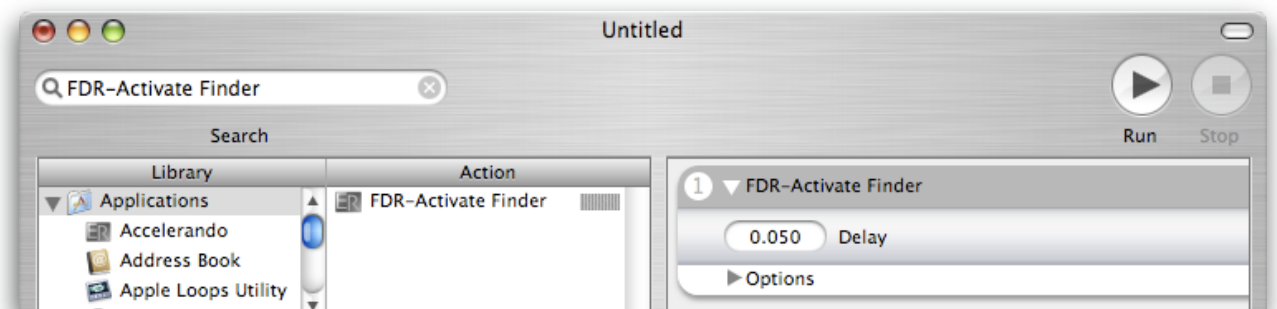 Untitled
FDR-Activate Finder
Search
Run Stop
Library
Action
Applications
Accelerando
Address Book
Apple Loops Utility
ER FDR-Activate Finder
1 FDR-Activate Finder
0.050 Delay
Options